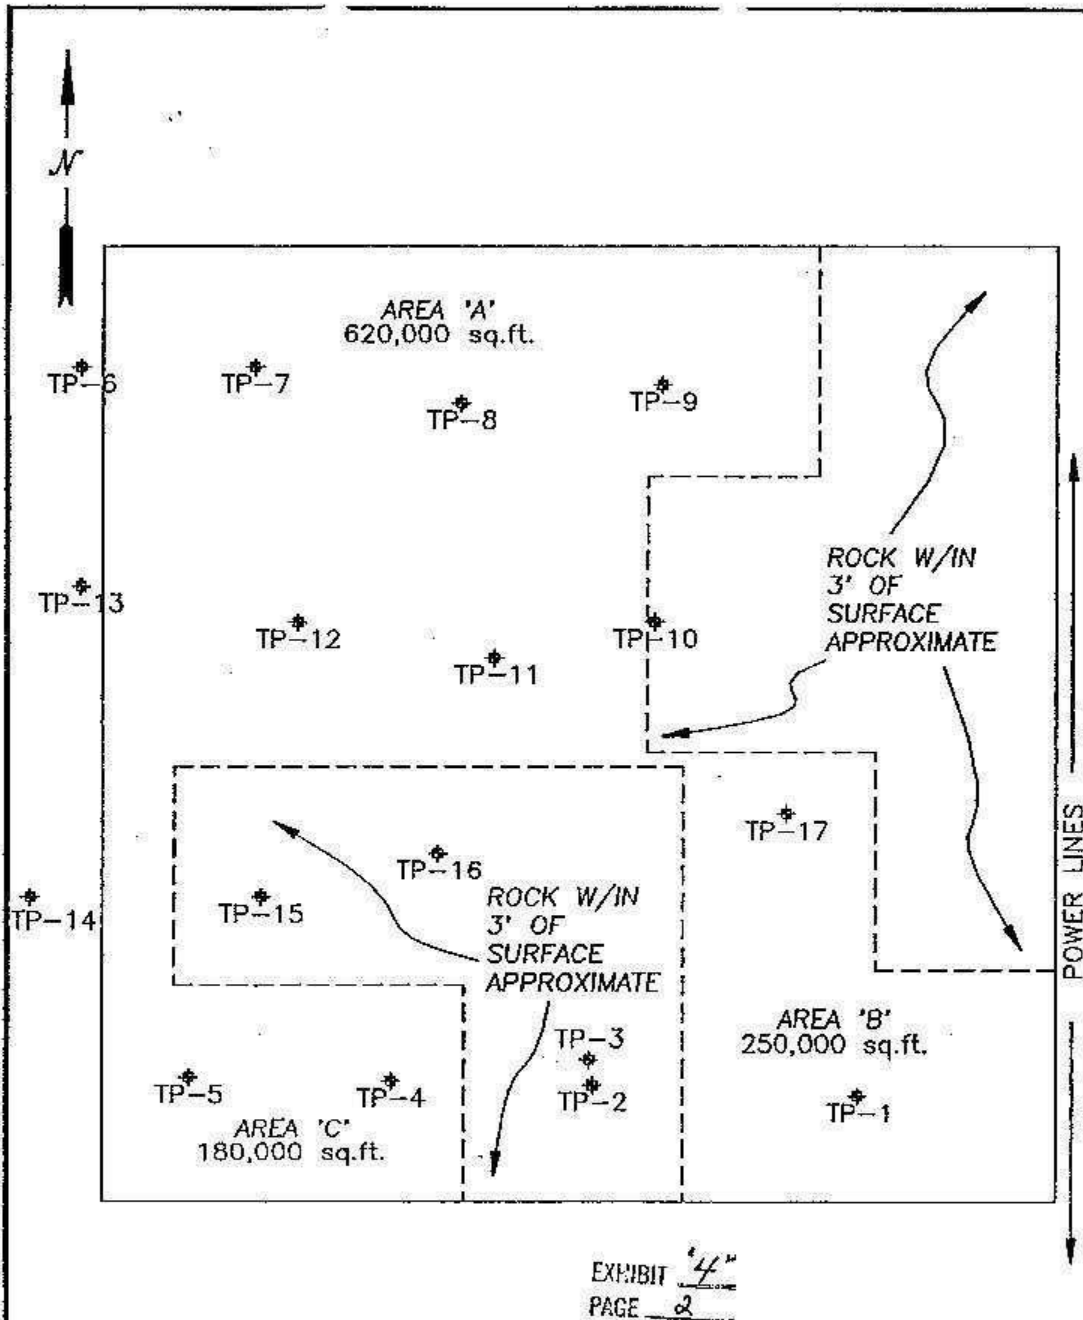 N
AREA 'A'
620,000 sq.ft.
TP-6
TP-7
TP-8
TP-9
ROCK W/IN
3' OF
SURFACE
APPROXIMATE
TP-13
TP-12
TP-11
TP-10
TP-17
TP-16
TP-15
TP-14
ROCK W/IN
3' OF
SURFACE
APPROXIMATE
POWER LINES
AREA 'B'
250,000 sq.ft.
TP-3
TP-2
TP-1
TP-5
TP-4
AREA 'C'
180,000 sq.ft.
EXHIBIT "4"
PAGE 2